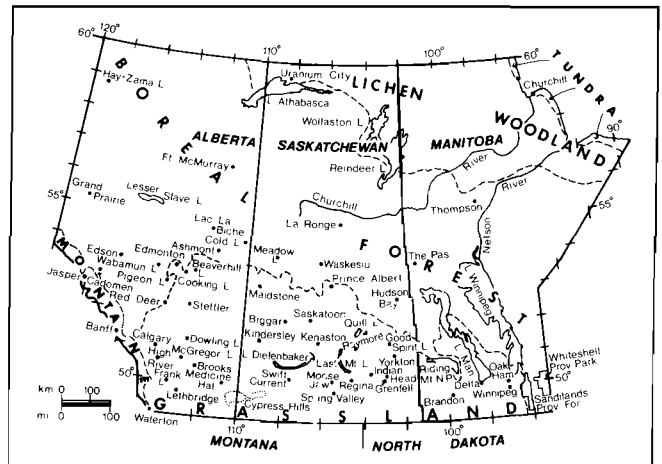 120°
60°
110°
100°
60°
TUNDRA
Hay-Zama L
BOREAL
Uranium City
LICHEN
Churchill
L Athabasca
Wollaston L
WOODLAND
90°
ALBERTA
SASKATCHEWAN
MANITOBA
Ft McMurray
Reindeer L
River
River
55°
Grand
Prairie
Lesser
Slave L
Churchill
Thompson
55°
Lac La
Biche
La Ronge
Nelson
Cold L
FOREST
Edson
Edmonton
Ashmont
Meadow
The Pas
MONTANE
Wabamun L
Beaverhill L
Waskesiu
Jasper
Cadomen
Pigeon L
Cooking L
Prince Albert
L Winnipeg
Red Deer
Stettler
Maidstone
Hudson
Bay
Biggar
Saskatoon
Quill L
Banff
Calgary
Dowling L
Kindersley
Kenaston
Raymore
Good
Spirit L
High
River
McGregor L
L Diefenbaker
Last Mt L
Yorkton
Riding
Mt N P
L Man
Oak
Ham
Whiteshell
Prov Park
km 0 100
50°
Frank
Brooks
Medicine
Hat
Swift
Current
Moose
Jaw
Regina
Indian
Head
Grenfell
Delta
50°
mi 0 100
Lethbridge
Cypress Hills
Spring Valley
Brandon
Winnipeg
Sandilands
Prov For
Waterton
GRASSLAND
110°
100°
MONTANA
NORTH DAKOTA